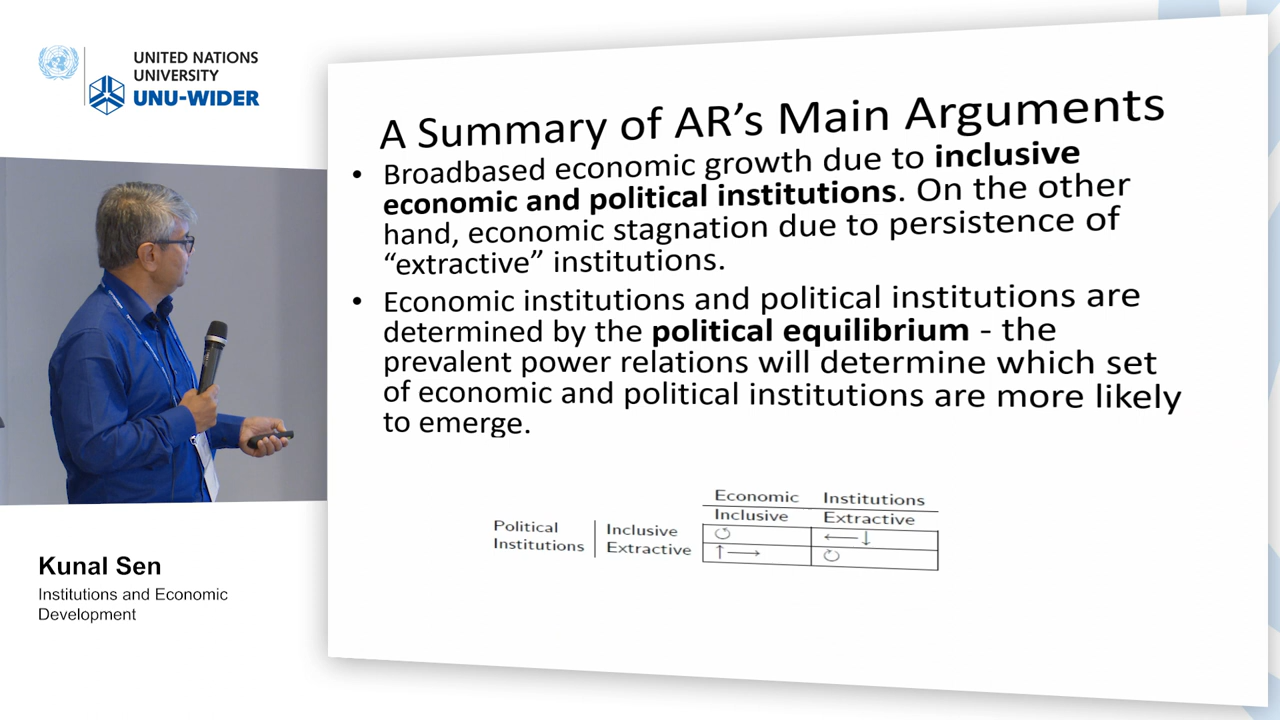 UNITED NATIONS
UNIVERSITY
UNU-WIDER
A Summary of AR's Main Arguments
• Broadbased economic growth due to inclusive
economic and political institutions. On the other
hand, economic stagnation due to persistence of
“extractive” institutions.
• Economic institutions and political institutions are
determined by the political equilibrium - the
prevalent power relations will determine which set
of economic and political institutions are more likely
to emerge.
Economic Institutions
Inclusive Extractive
Political Inclusive ↻ ←↓
Institutions Extractive ↑→ ↻
Kunal Sen
Institutions and Economic
Development